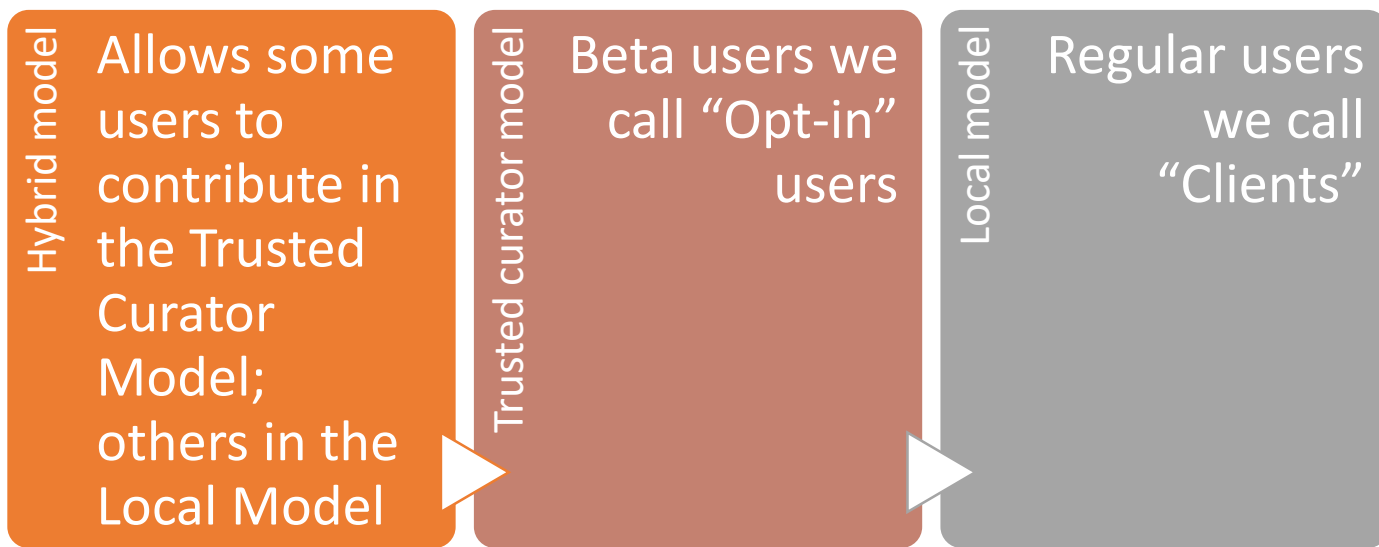 Hybrid model
Allows some
users to
contribute in
the Trusted
Curator
Model;
others in the
Local Model
Trusted curator model
Beta users we
call “Opt-in”
users
Local model
Regular users
we call
“Clients”